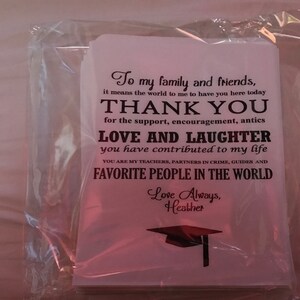 To my family and friends,
it means the world to me to have you here today
THANK YOU
for the support, encouragement, antics
LOVE AND LAUGHTER
you have contributed to my life
YOU ARE MY TEACHERS, PARTNERS IN CRIME, GUIDES AND
FAVORITE PEOPLE IN THE WORLD
Love Always,
Heather